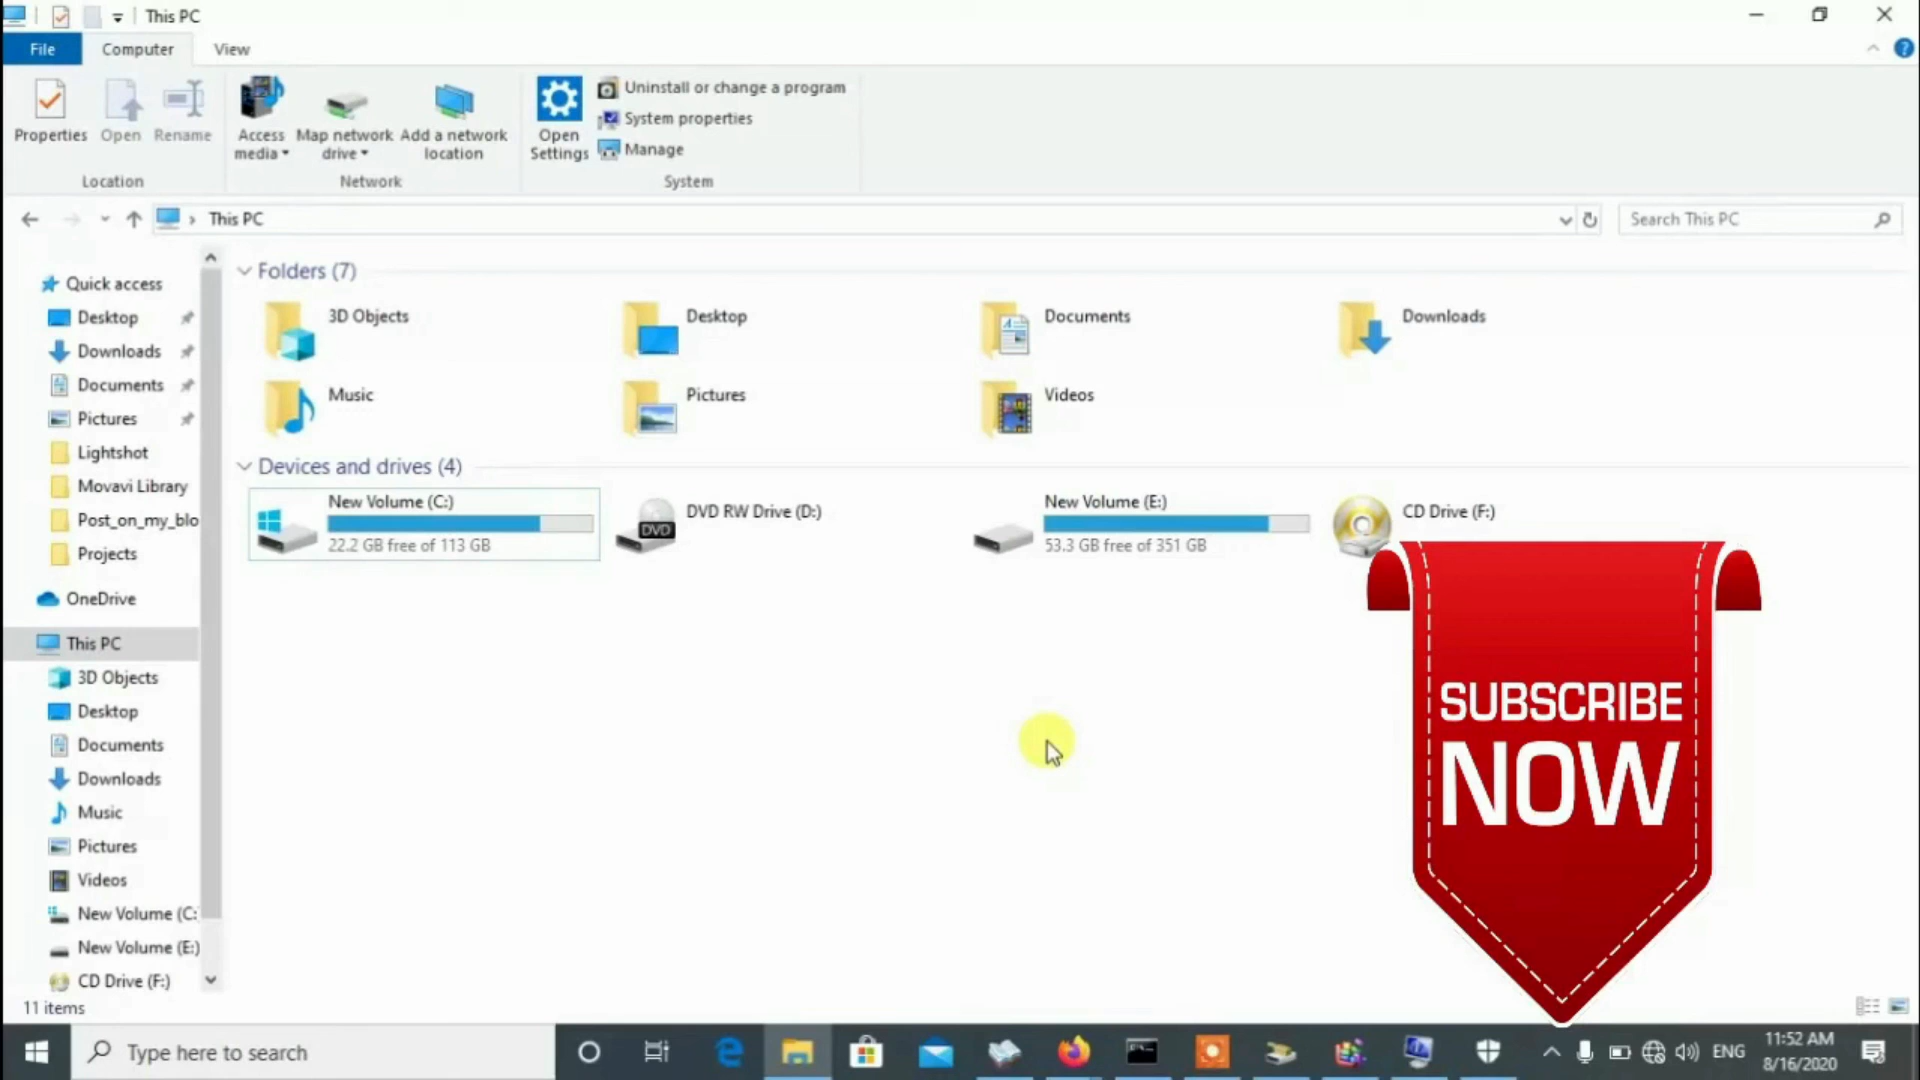 This PC
File Computer View
Properties Open Rename
Access media Map network drive Add a network location
Open Settings
Uninstall or change a program
System properties
Manage
Location Network System
This PC
Search This PC
Quick access
Desktop
Downloads
Documents
Pictures
Lightshot
Movavi Library
Post_on_my_blo
Projects
OneDrive
This PC
3D Objects
Desktop
Documents
Downloads
Music
Pictures
Videos
New Volume (C:
New Volume (E:)
CD Drive (F:)
Folders (7)
3D Objects Desktop Documents Downloads
Music Pictures Videos
Devices and drives (4)
New Volume (C:)
22.2 GB free of 113 GB
DVD
DVD RW Drive (D:)
New Volume (E:)
53.3 GB free of 351 GB
CD Drive (F:)
SUBSCRIBE
NOW
11 items
Type here to search
ENG
11:52 AM
8/16/2020